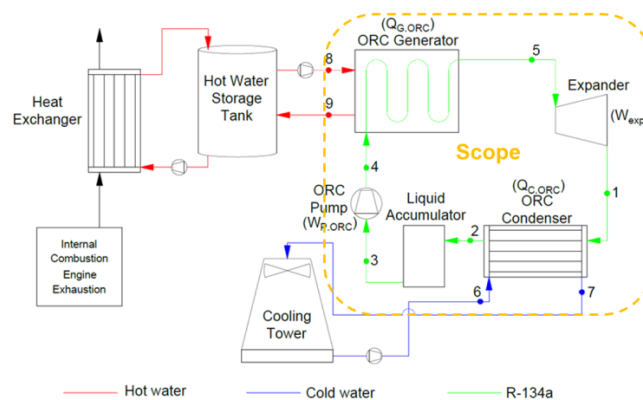 (Q_G.ORC)
ORC Generator
8
5
Expander
(W_exp
Hot Water
Storage
Tank
Heat
Exchanger
9
Scope
4
1
ORC
Pump
(W_P.ORC)
Liquid
Accumulator
(Q_C.ORC)
ORC
Condenser
2
3
Internal
Combustion
Engine
Exhaustion
6
7
Cooling
Tower
Hot water
Cold water
R-134a